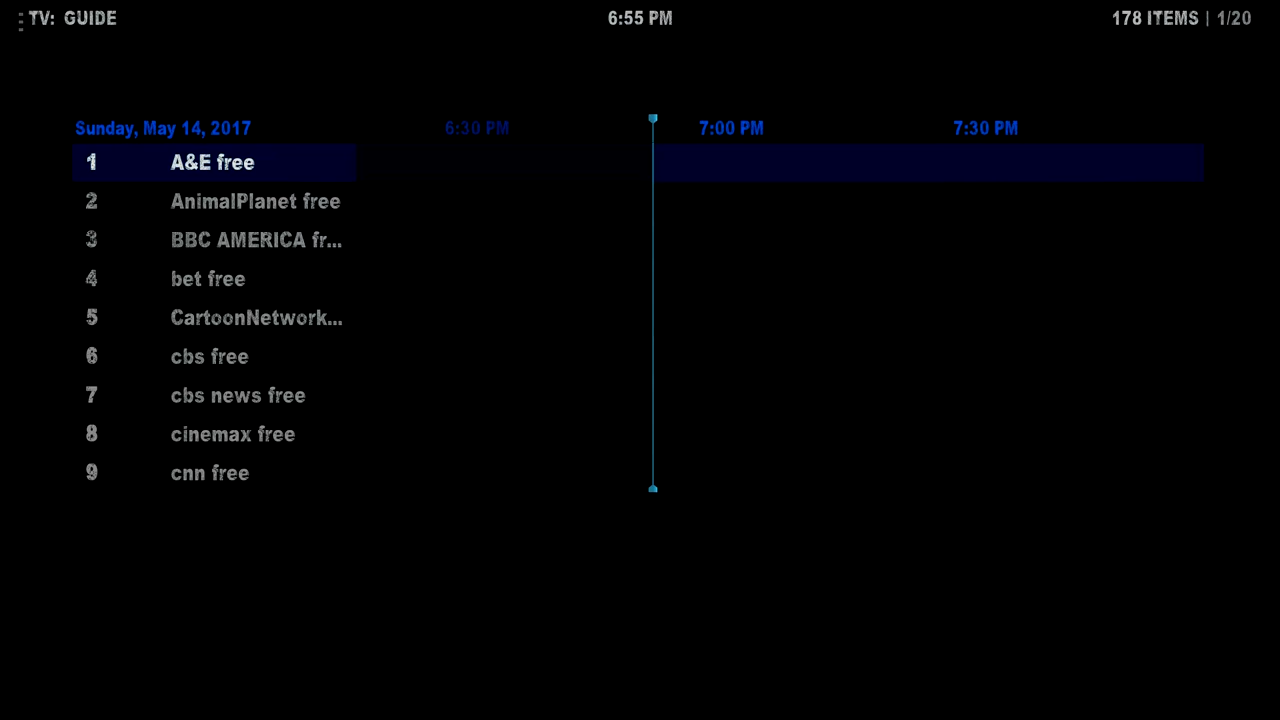 TV: GUIDE 6:55 PM 178 ITEMS | 1/20
Sunday, May 14, 2017 6:30 PM 7:00 PM 7:30 PM
1 A&E free
2 AnimalPlanet free
3 BBC AMERICA fr...
4 bet free
5 CartoonNetwork...
6 cbs free
7 cbs news free
8 cinemax free
9 cnn free